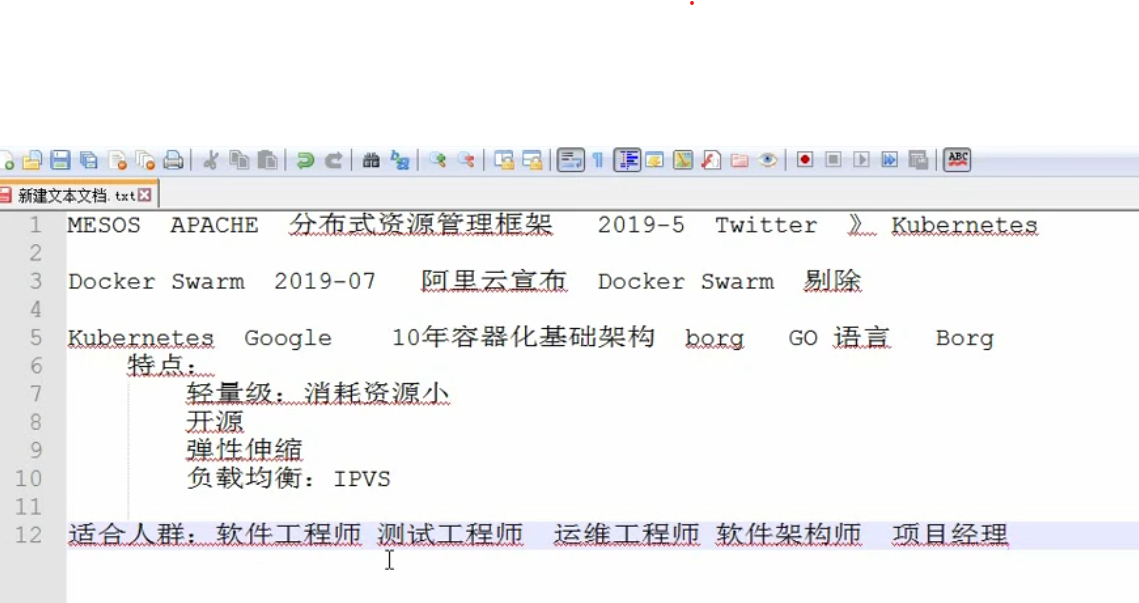 新建文本文档.txt
1 MESOS APACHE 分布式资源管理框架 2019-5 Twitter 》 Kubernetes
2
3 Docker Swarm 2019-07 阿里云宣布 Docker Swarm 剔除
4
5 Kubernetes Google 10年容器化基础架构 borg GO 语言 Borg
6 特点：
7 轻量级：消耗资源小
8 开源
9 弹性伸缩
10 负载均衡：IPVS
11
12 适合人群：软件工程师 测试工程师 运维工程师 软件架构师 项目经理